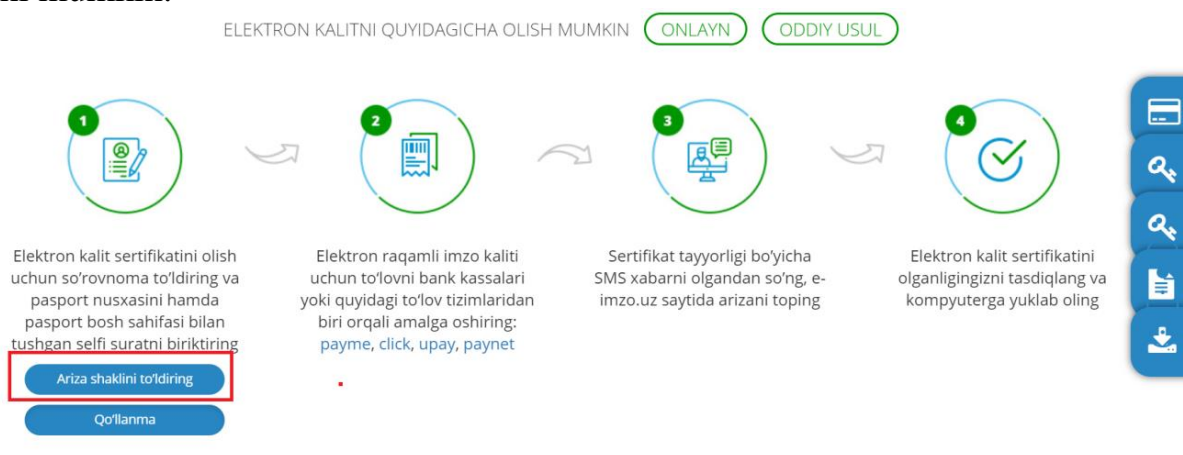 ELEKTRON KALITNI QUYIDAGICHA OLISH MUMKIN ONLAYN ODDIY USUL
1
Elektron kalit sertifikatini olish
uchun so'rovnoma to'ldiring va
pasport nusxasini hamda
pasport bosh sahifasi bilan
tushgan selfi suratni biriktiring
Ariza shaklini to'ldiring
Qo'llanma
2
Elektron raqamli imzo kaliti
uchun to'lovni bank kassalari
yoki quyidagi to'lov tizimlaridan
biri orqali amalga oshiring:
payme, click, upay, paynet
3
Sertifikat tayyorligi bo'yicha
SMS xabarni olgandan so'ng, e-
imzo.uz saytida arizani toping
4
Elektron kalit sertifikatini
olganligingizni tasdiqlang va
kompyuterga yuklab oling